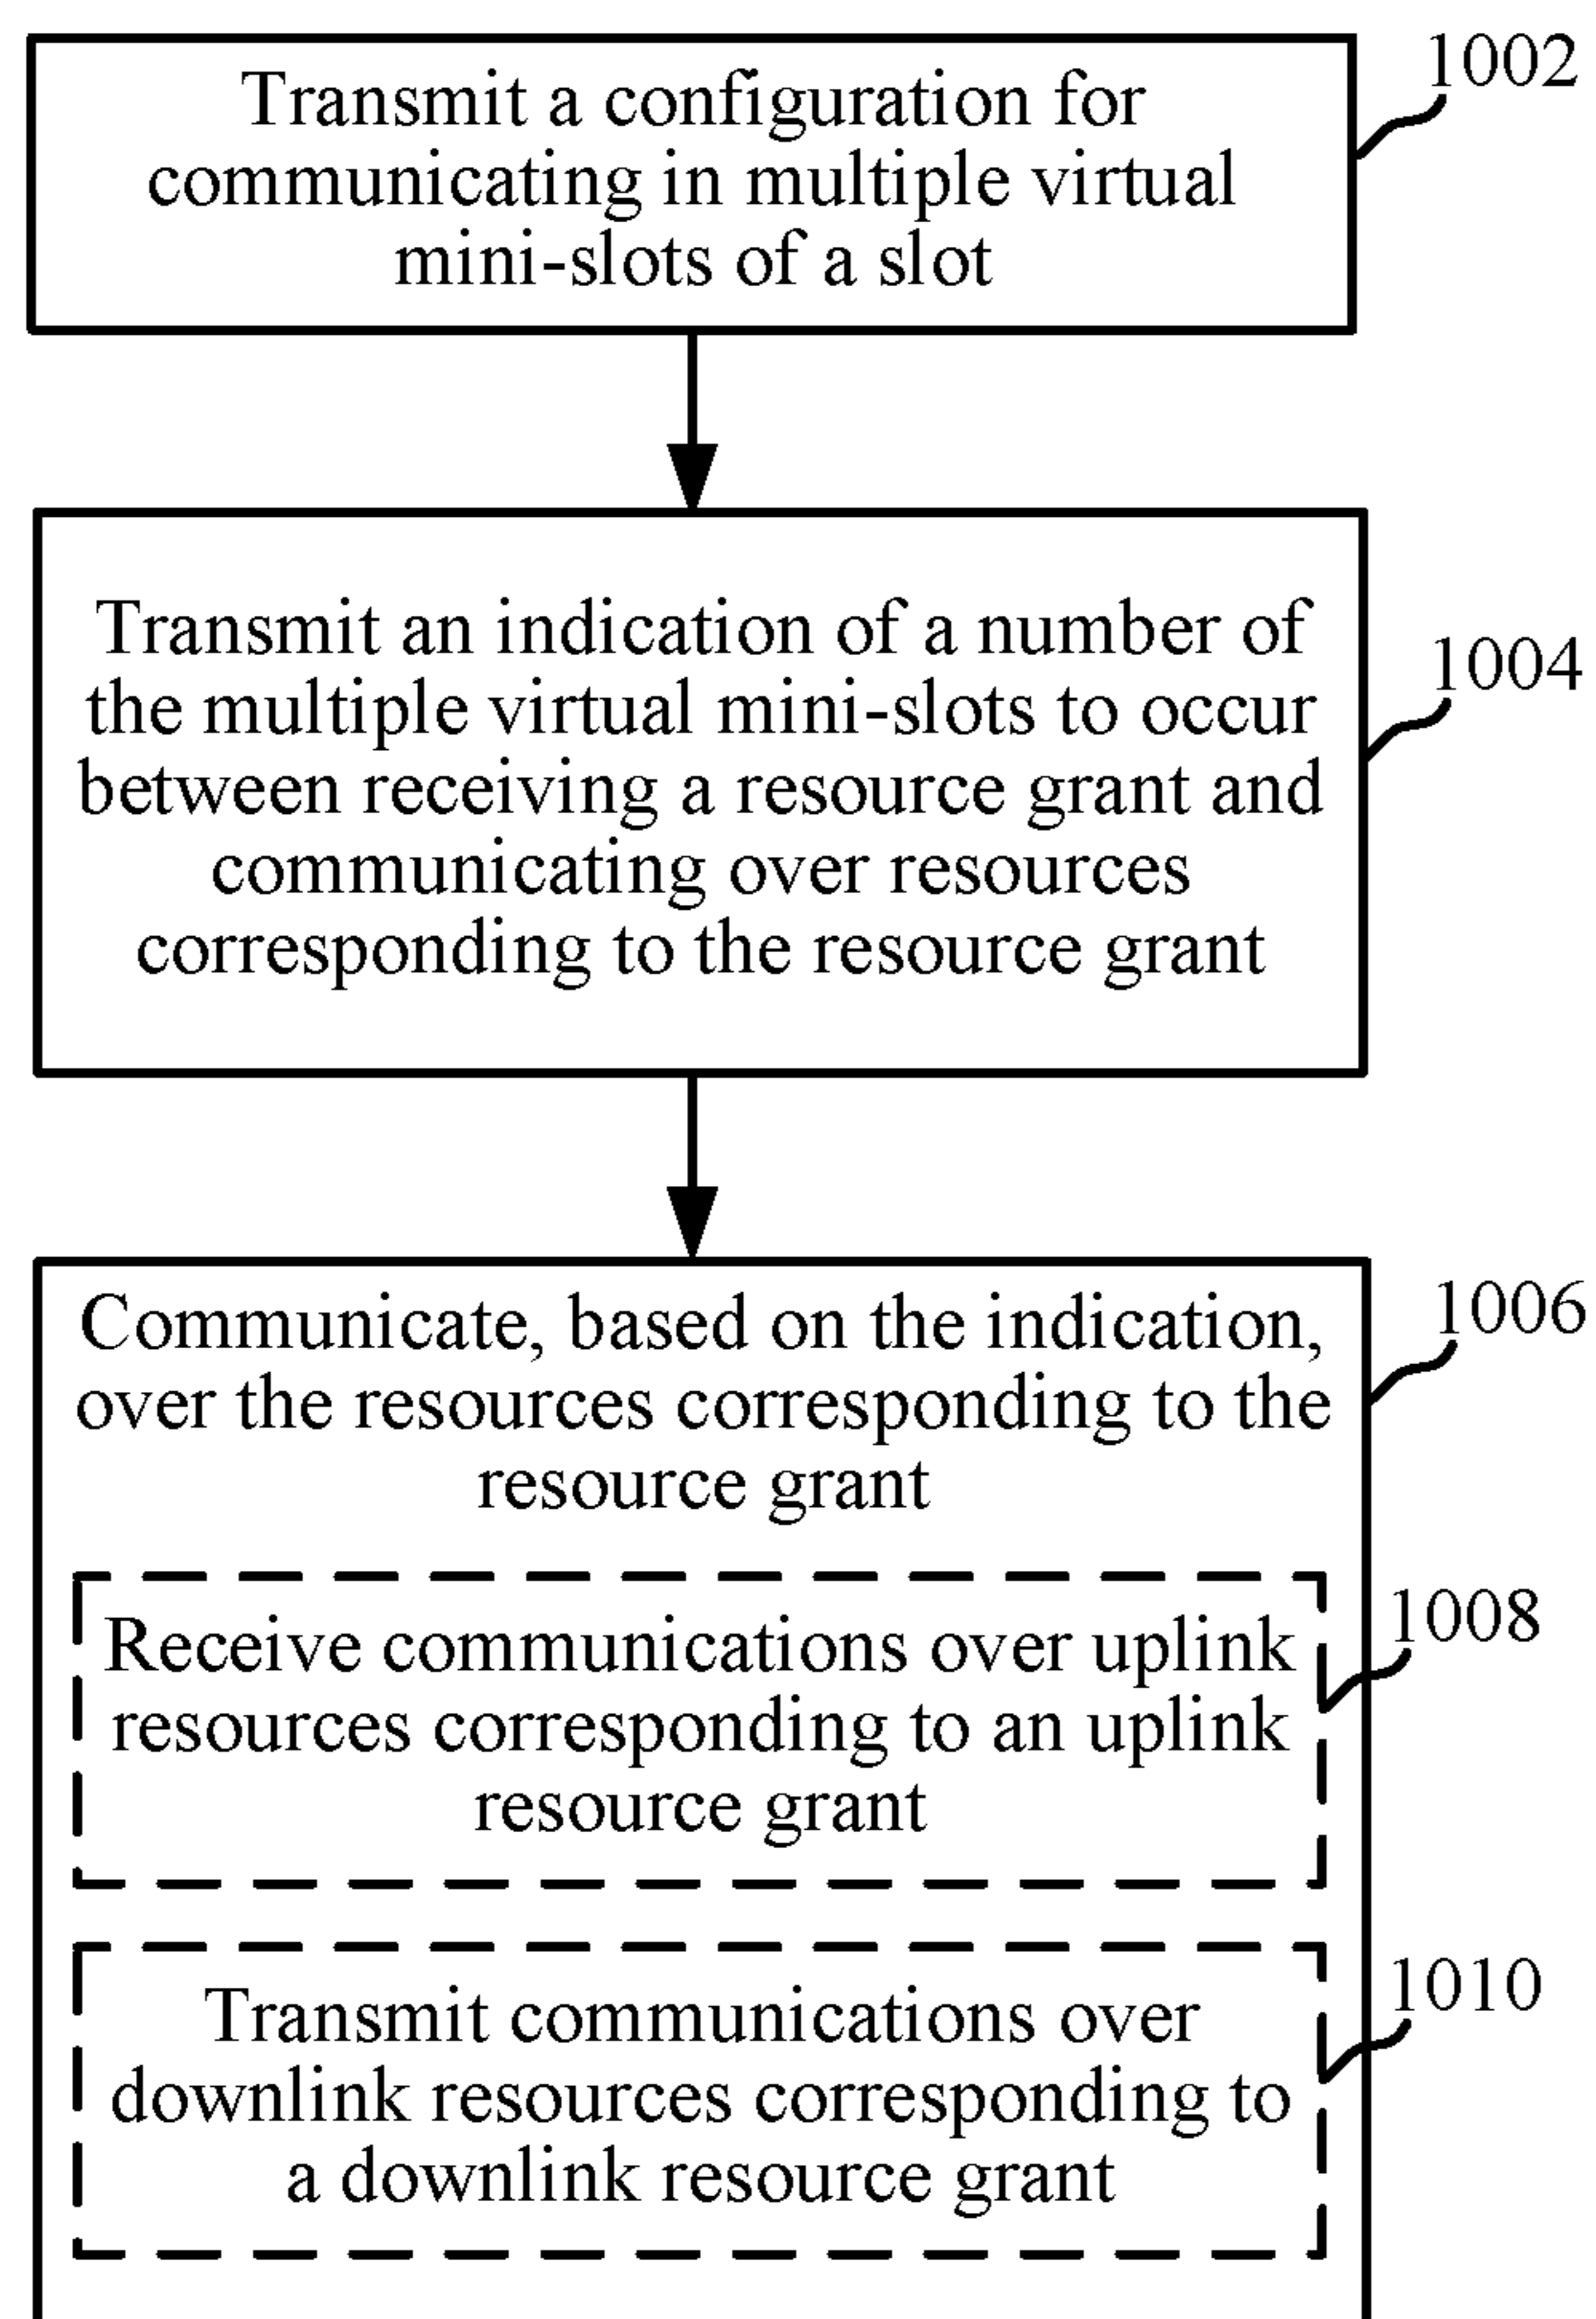 Transmit a configuration for
communicating in multiple virtual
mini-slots of a slot
1002
Transmit an indication of a number of
the multiple virtual mini-slots to occur
between receiving a resource grant and
communicating over resources
corresponding to the resource grant
1004
Communicate, based on the indication,
over the resources corresponding to the
resource grant
1006
Receive communications over uplink
resources corresponding to an uplink
resource grant
1008
Transmit communications over
downlink resources corresponding to
a downlink resource grant
1010